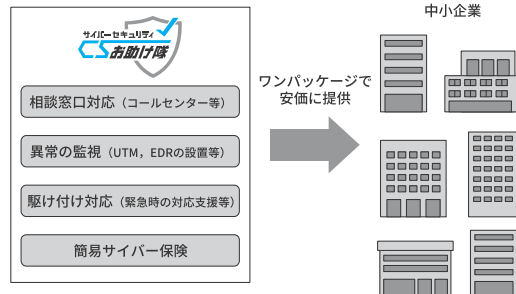 サイバーセキュリティ
CSお助け隊
相談窓口対応（コールセンター等）
異常の監視（UTM，EDRの設置等）
駆け付け対応（緊急時の対応支援等）
簡易サイバー保険
ワンパッケージで
安価に提供
中小企業